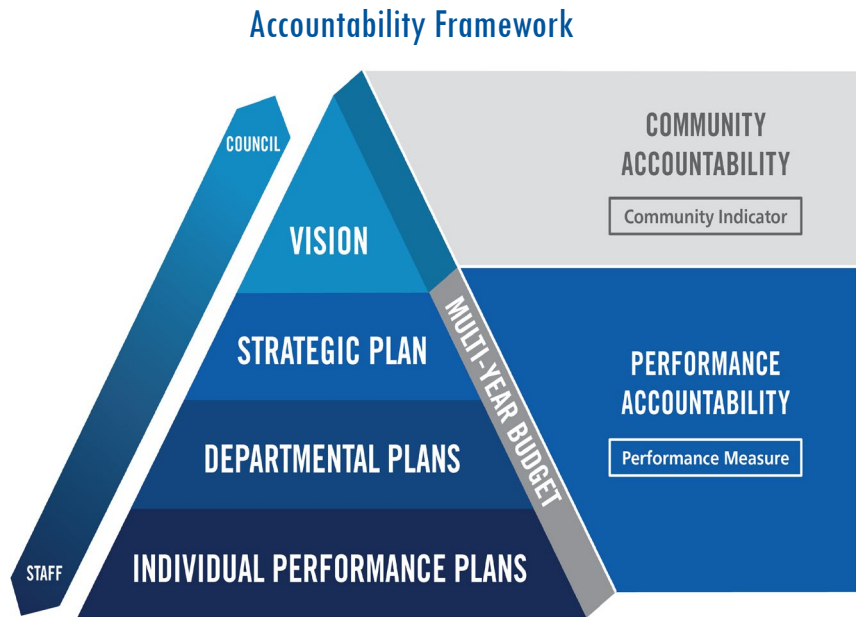 Accountability Framework
COUNCIL
STAFF
VISION
STRATEGIC PLAN
DEPARTMENTAL PLANS
INDIVIDUAL PERFORMANCE PLANS
MULTI-YEAR BUDGET
COMMUNITY
ACCOUNTABILITY
Community Indicator
PERFORMANCE
ACCOUNTABILITY
Performance Measure